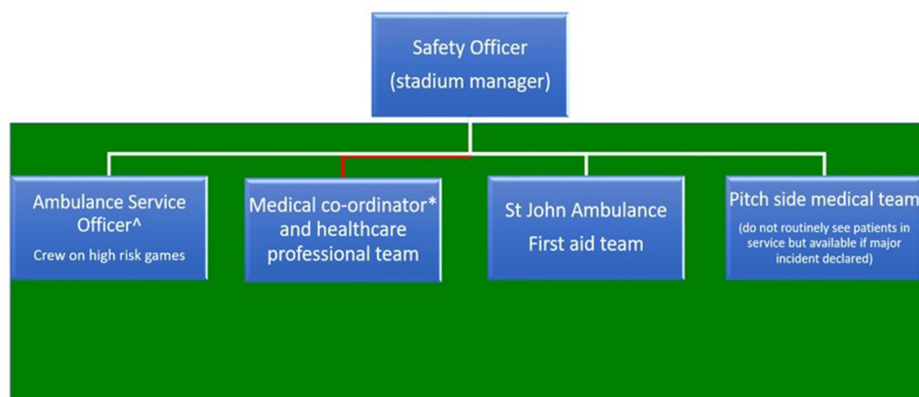 Safety Officer
(stadium manager)
Ambulance Service
Officer^
Crew on high risk games
Medical co-ordinator*
and healthcare
professional team
St John Ambulance
First aid team
Pitch side medical team
(do not routinely see patients in
service but available if major
incident declared)